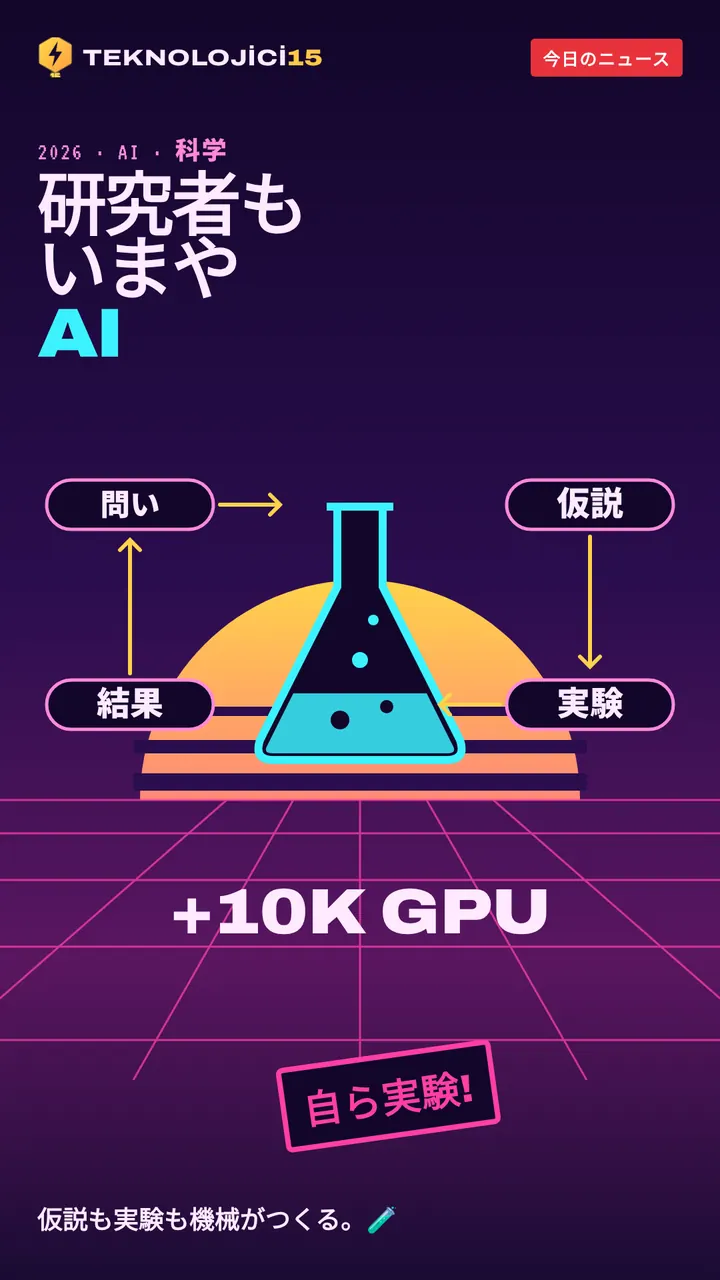 TEKNOLOJİCİ15
今日のニュース
2026 · AI · 科学
研究者も
いまや
AI
問い
仮説
結果
実験
+10K GPU
自ら実験!
仮説も実験も機械がつくる。